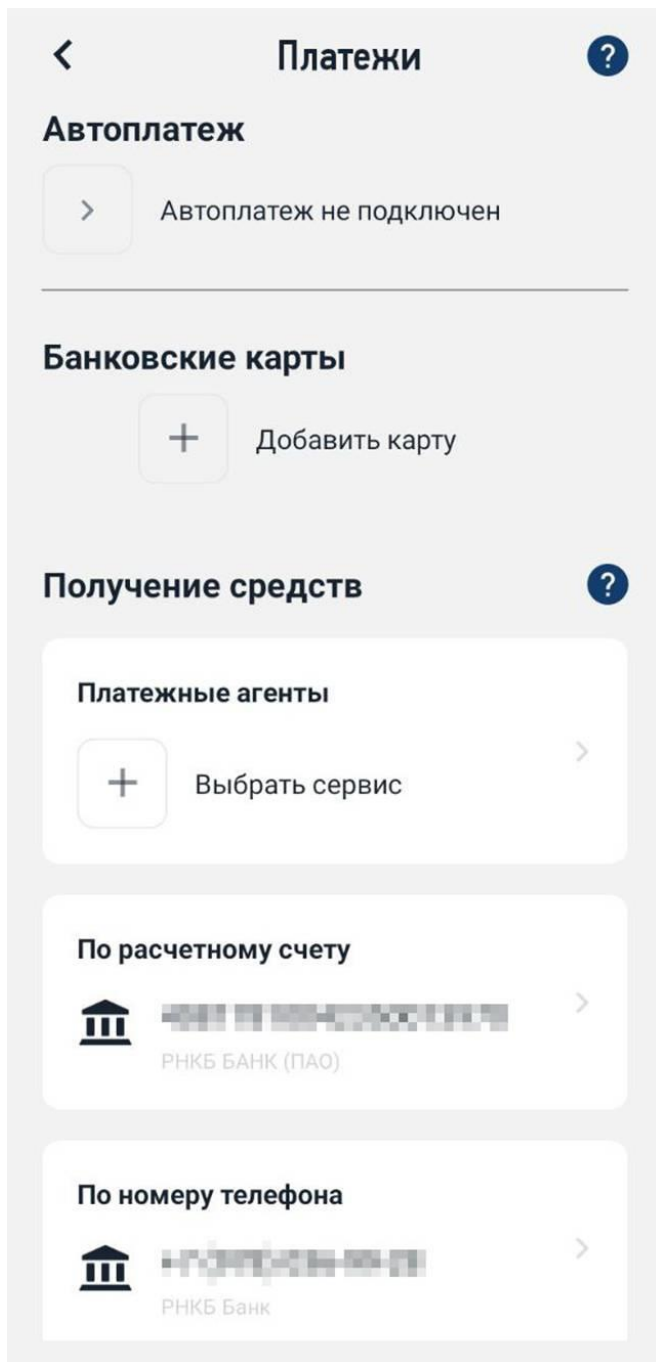 Платежи
?
Автоплатеж
Автоплатеж не подключен
Банковские карты
Добавить карту
Получение средств
?
Платежные агенты
Выбрать сервис
По расчетному счету
РНКБ БАНК (ПАО)
По номеру телефона
РНКБ Банк